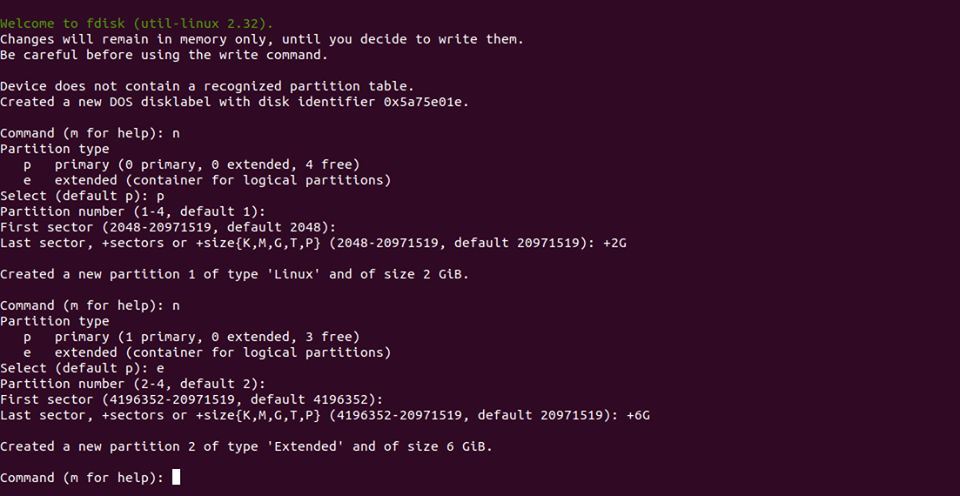 Welcome to fdisk (util-linux 2.32).
Changes will remain in memory only, until you decide to write them.
Be careful before using the write command.

Device does not contain a recognized partition table.
Created a new DOS disklabel with disk identifier 0x5a75e01e.

Command (m for help): n
Partition type
   p   primary (0 primary, 0 extended, 4 free)
   e   extended (container for logical partitions)
Select (default p): p
Partition number (1-4, default 1):
First sector (2048-20971519, default 2048):
Last sector, +sectors or +size{K,M,G,T,P} (2048-20971519, default 20971519): +2G

Created a new partition 1 of type 'Linux' and of size 2 GiB.

Command (m for help): n
Partition type
   p   primary (1 primary, 0 extended, 3 free)
   e   extended (container for logical partitions)
Select (default p): e
Partition number (2-4, default 2):
First sector (4196352-20971519, default 4196352):
Last sector, +sectors or +size{K,M,G,T,P} (4196352-20971519, default 20971519): +6G

Created a new partition 2 of type 'Extended' and of size 6 GiB.

Command (m for help):